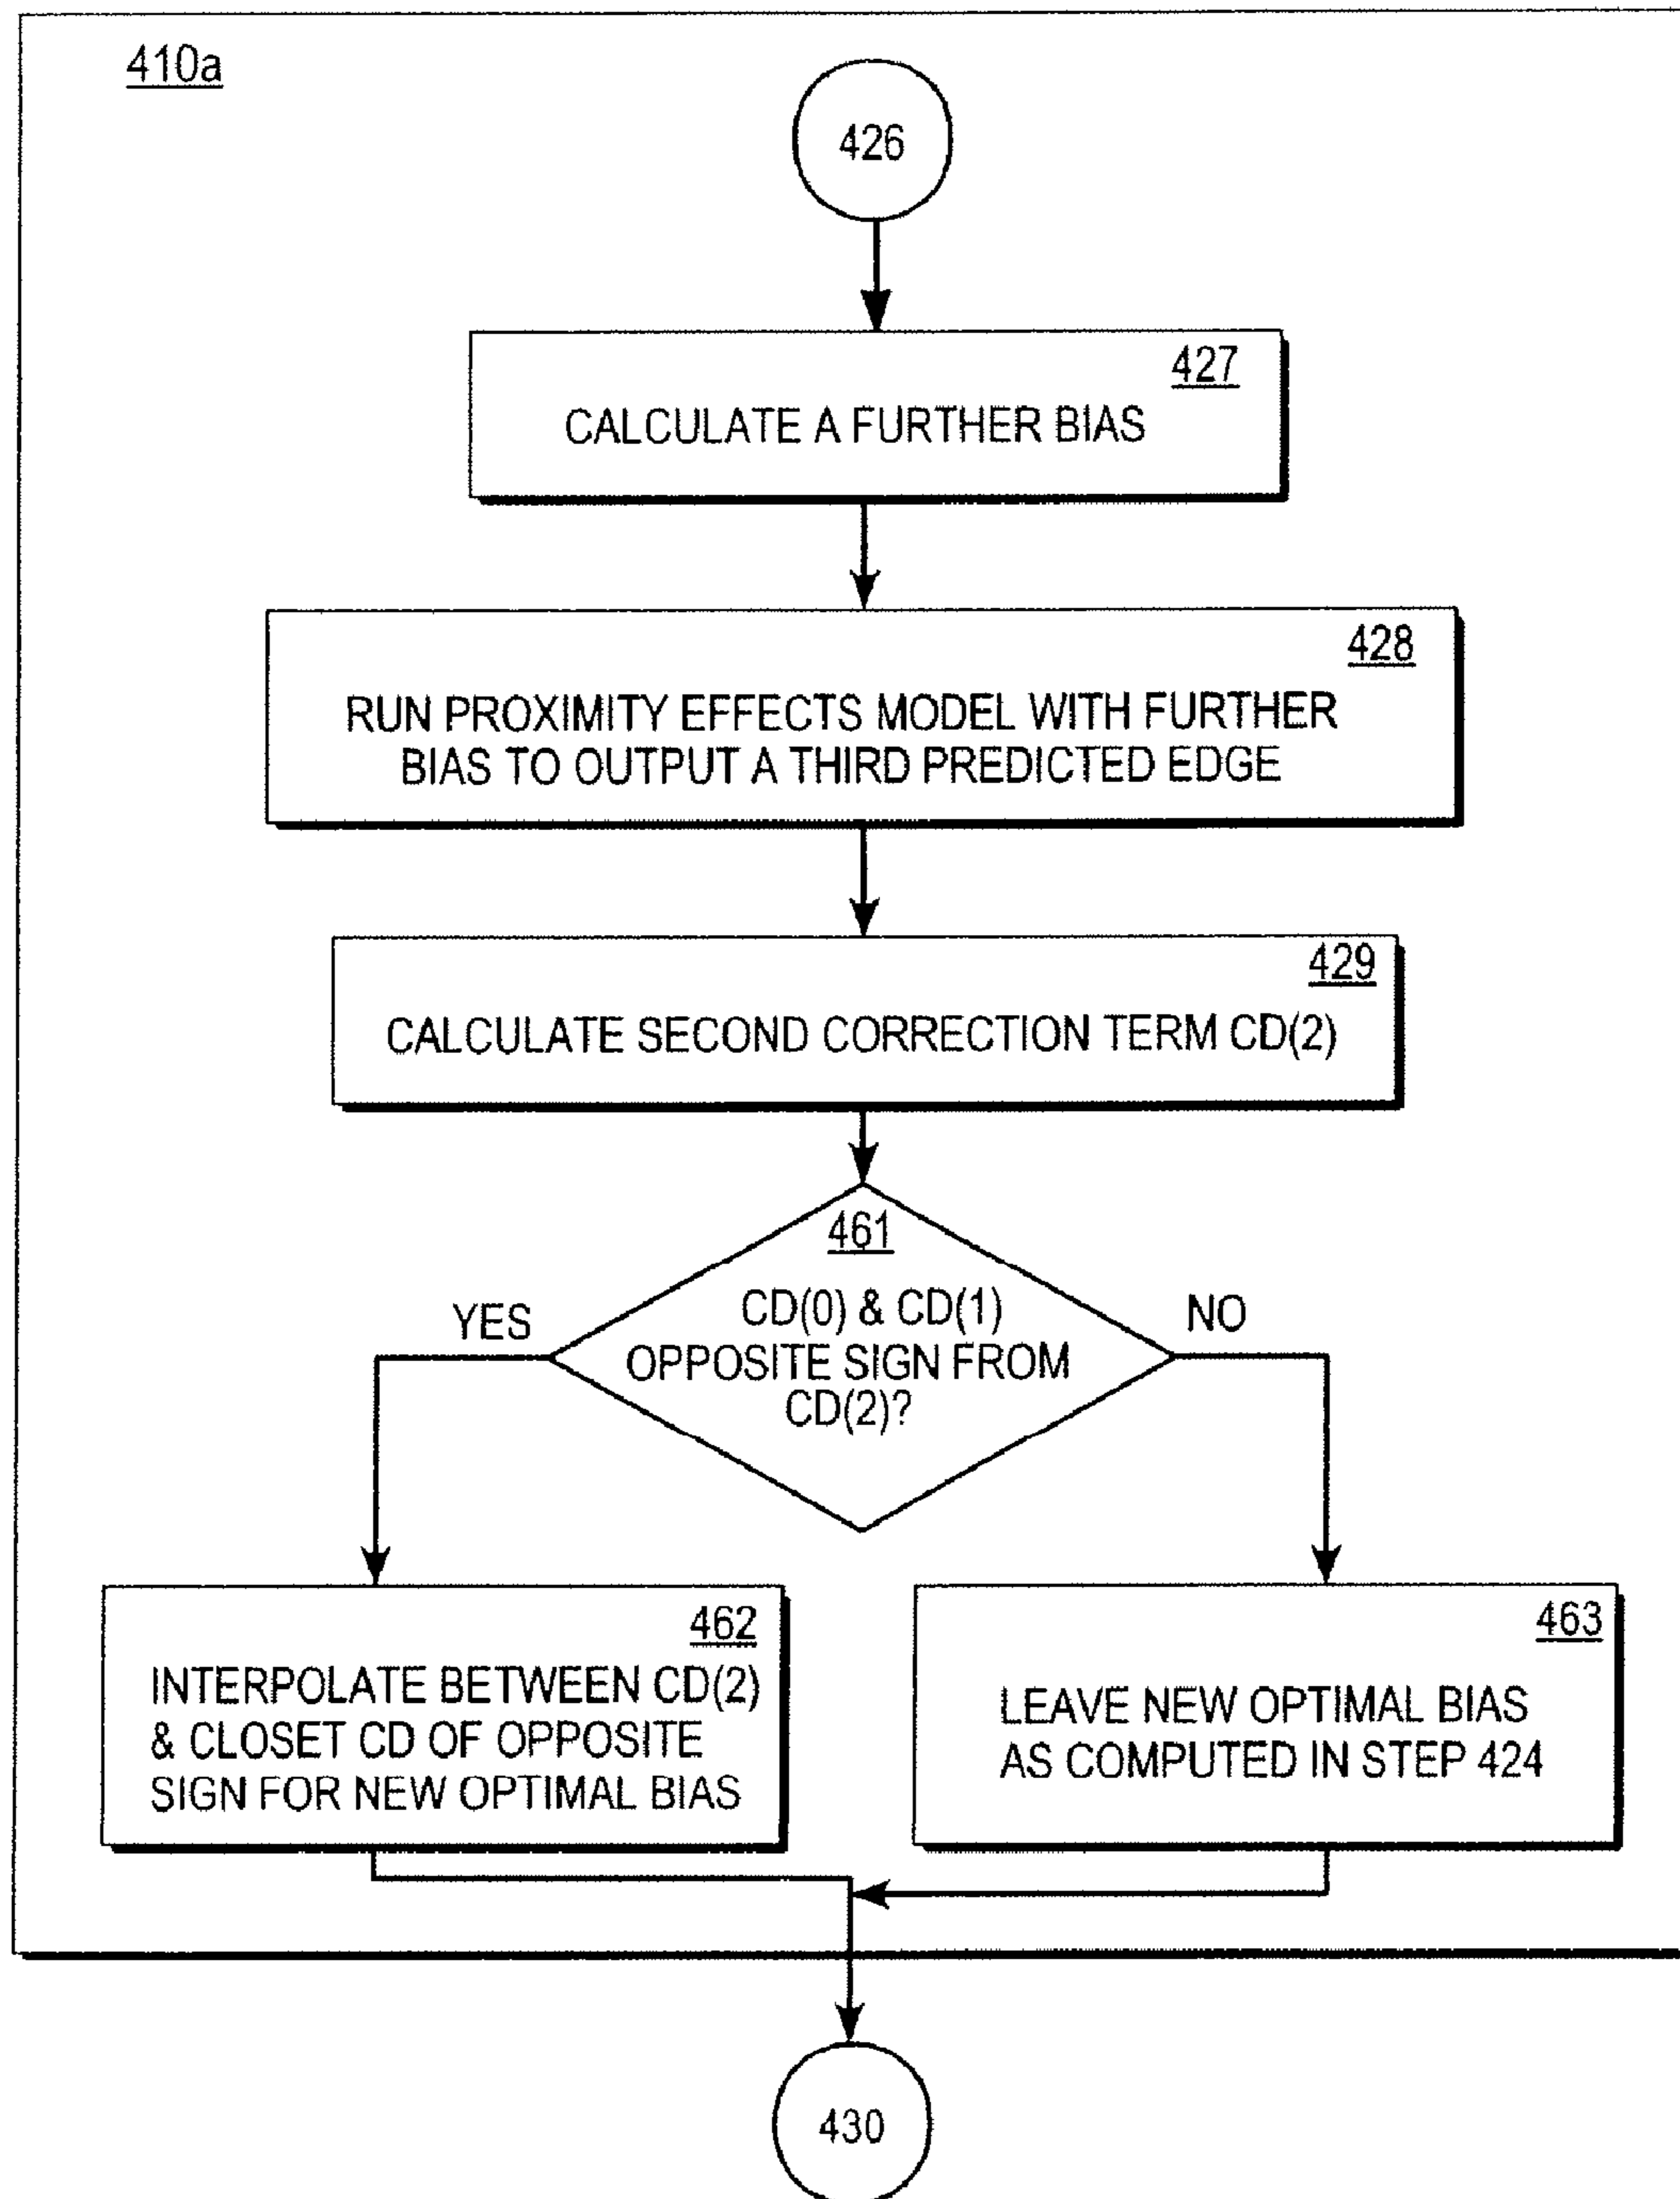 410a
426
427
CALCULATE A FURTHER BIAS
428
RUN PROXIMITY EFFECTS MODEL WITH FURTHER
BIAS TO OUTPUT A THIRD PREDICTED EDGE
429
CALCULATE SECOND CORRECTION TERM CD(2)
461
CD(0) & CD(1)
OPPOSITE SIGN FROM
CD(2)?
YES
NO
462
INTERPOLATE BETWEEN CD(2)
& CLOSET CD OF OPPOSITE
SIGN FOR NEW OPTIMAL BIAS
463
LEAVE NEW OPTIMAL BIAS
AS COMPUTED IN STEP 424
430